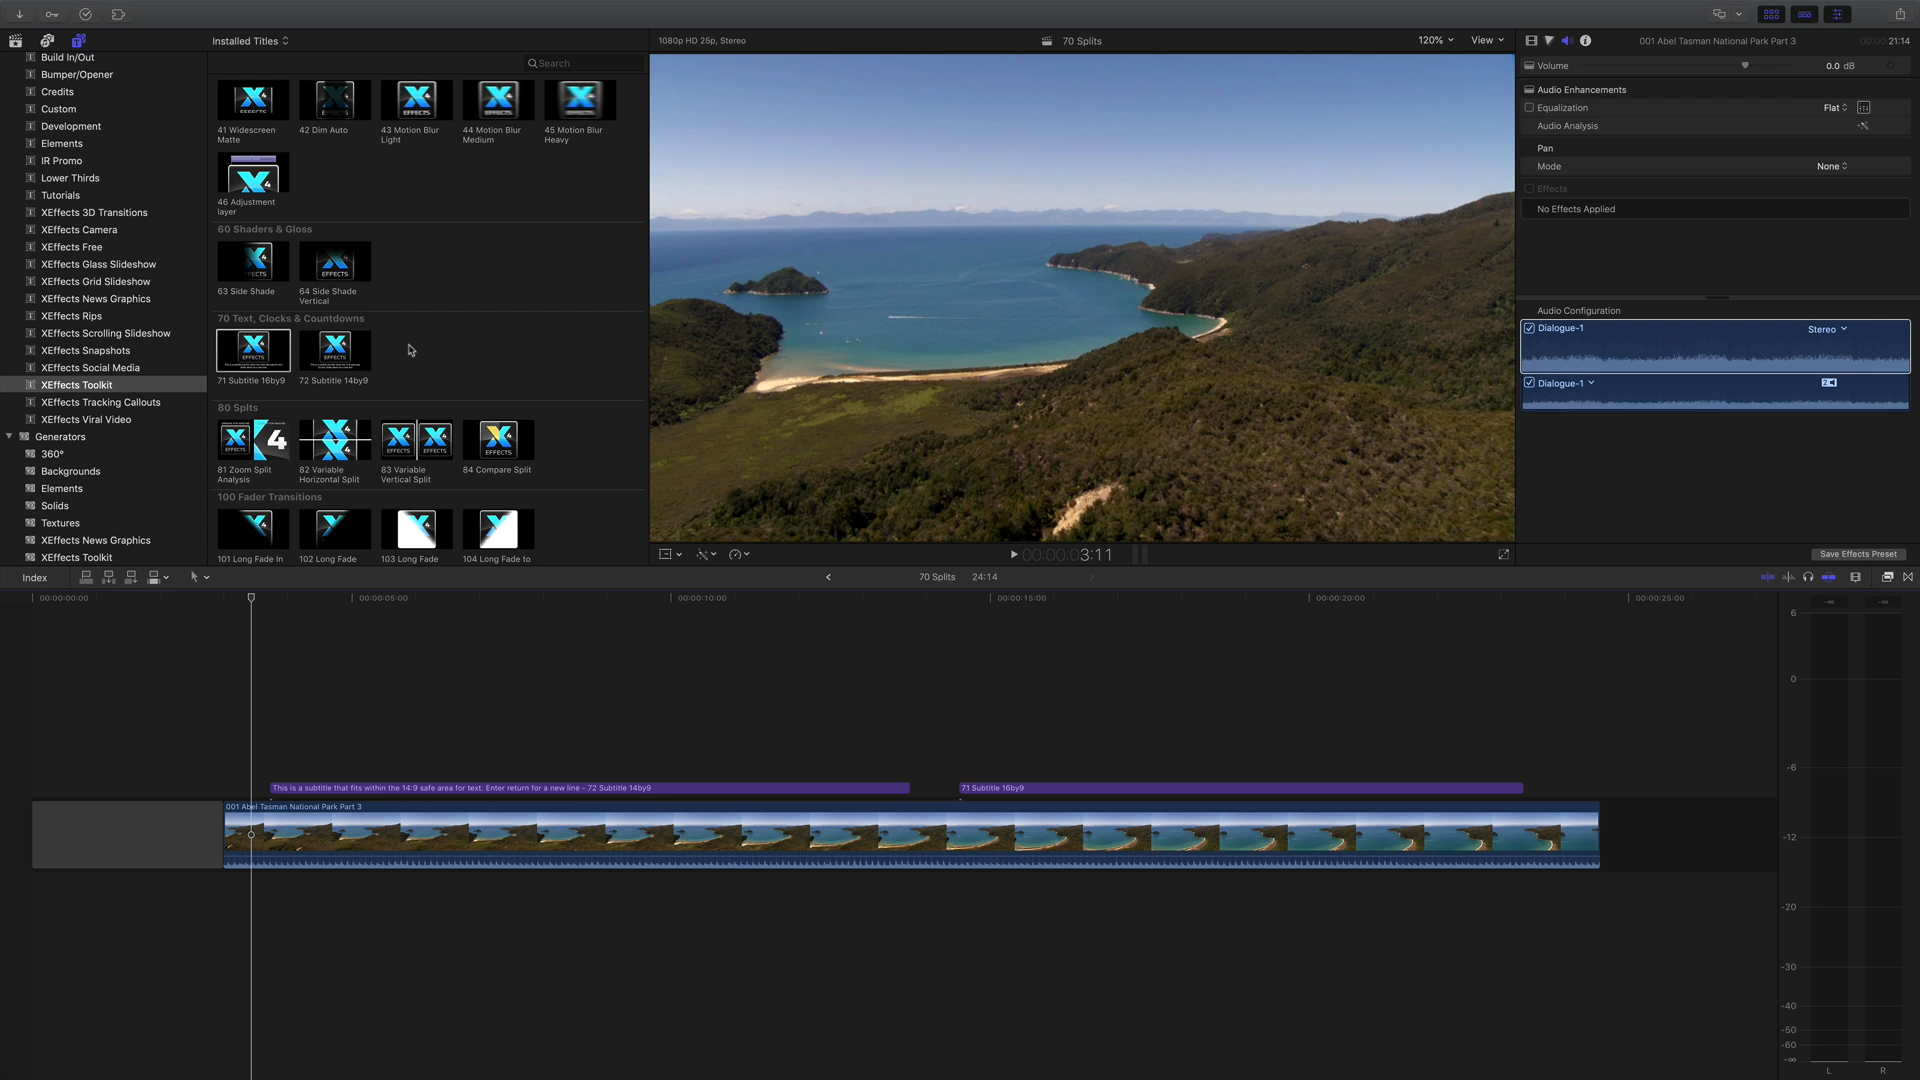 Installed Titles
1080p HD 25p, Stereo
70 Splits
120%
View
001 Abel Tasman National Park Part 3
00:00:21:14
Build In/Out
Bumper/Opener
Credits
Custom
Development
Elements
IR Promo
Lower Thirds
Tutorials
XEffects 3D Transitions
XEffects Camera
XEffects Free
XEffects Glass Slideshow
XEffects Grid Slideshow
XEffects News Graphics
XEffects Rips
XEffects Scrolling Slideshow
XEffects Snapshots
XEffects Social Media
XEffects Toolkit
XEffects Tracking Callouts
XEffects Viral Video
Generators
360°
Backgrounds
Elements
Solids
Textures
XEffects News Graphics
XEffects Toolkit
Search
41 Widescreen
Matte
42 Dim Auto
43 Motion Blur
Light
44 Motion Blur
Medium
45 Motion Blur
Heavy
46 Adjustment
layer
60 Shaders & Gloss
63 Side Shade
64 Side Shade
Vertical
70 Text, Clocks & Countdowns
71 Subtitle 16by9
72 Subtitle 14by9
80 Splts
81 Zoom Split
Analysis
82 Variable
Horizontal Split
83 Variable
Vertical Split
84 Compare Split
100 Fader Transitions
101 Long Fade In
102 Long Fade
103 Long Fade
104 Long Fade to
00:00:03:11
Volume
0.0 dB
Audio Enhancements
Equalization
Flat
Audio Analysis
Pan
Mode
None
Effects
No Effects Applied
Audio Configuration
Dialogue-1
Stereo
Dialogue-1
2
Save Effects Preset
Index
70 Splits
24:14
00:00:00:00
00:00:05:00
00:00:10:00
00:00:15:00
00:00:20:00
00:00:25:00
This is a subtitle that fits within the 14:9 safe area for text. Enter return for a new line - 72 Subtitle 14by9
71 Subtitle 16by9
001 Abel Tasman National Park Part 3
-∞
-∞
6
0
-6
-12
-20
-30
-40
-50
-60
-∞
L
R